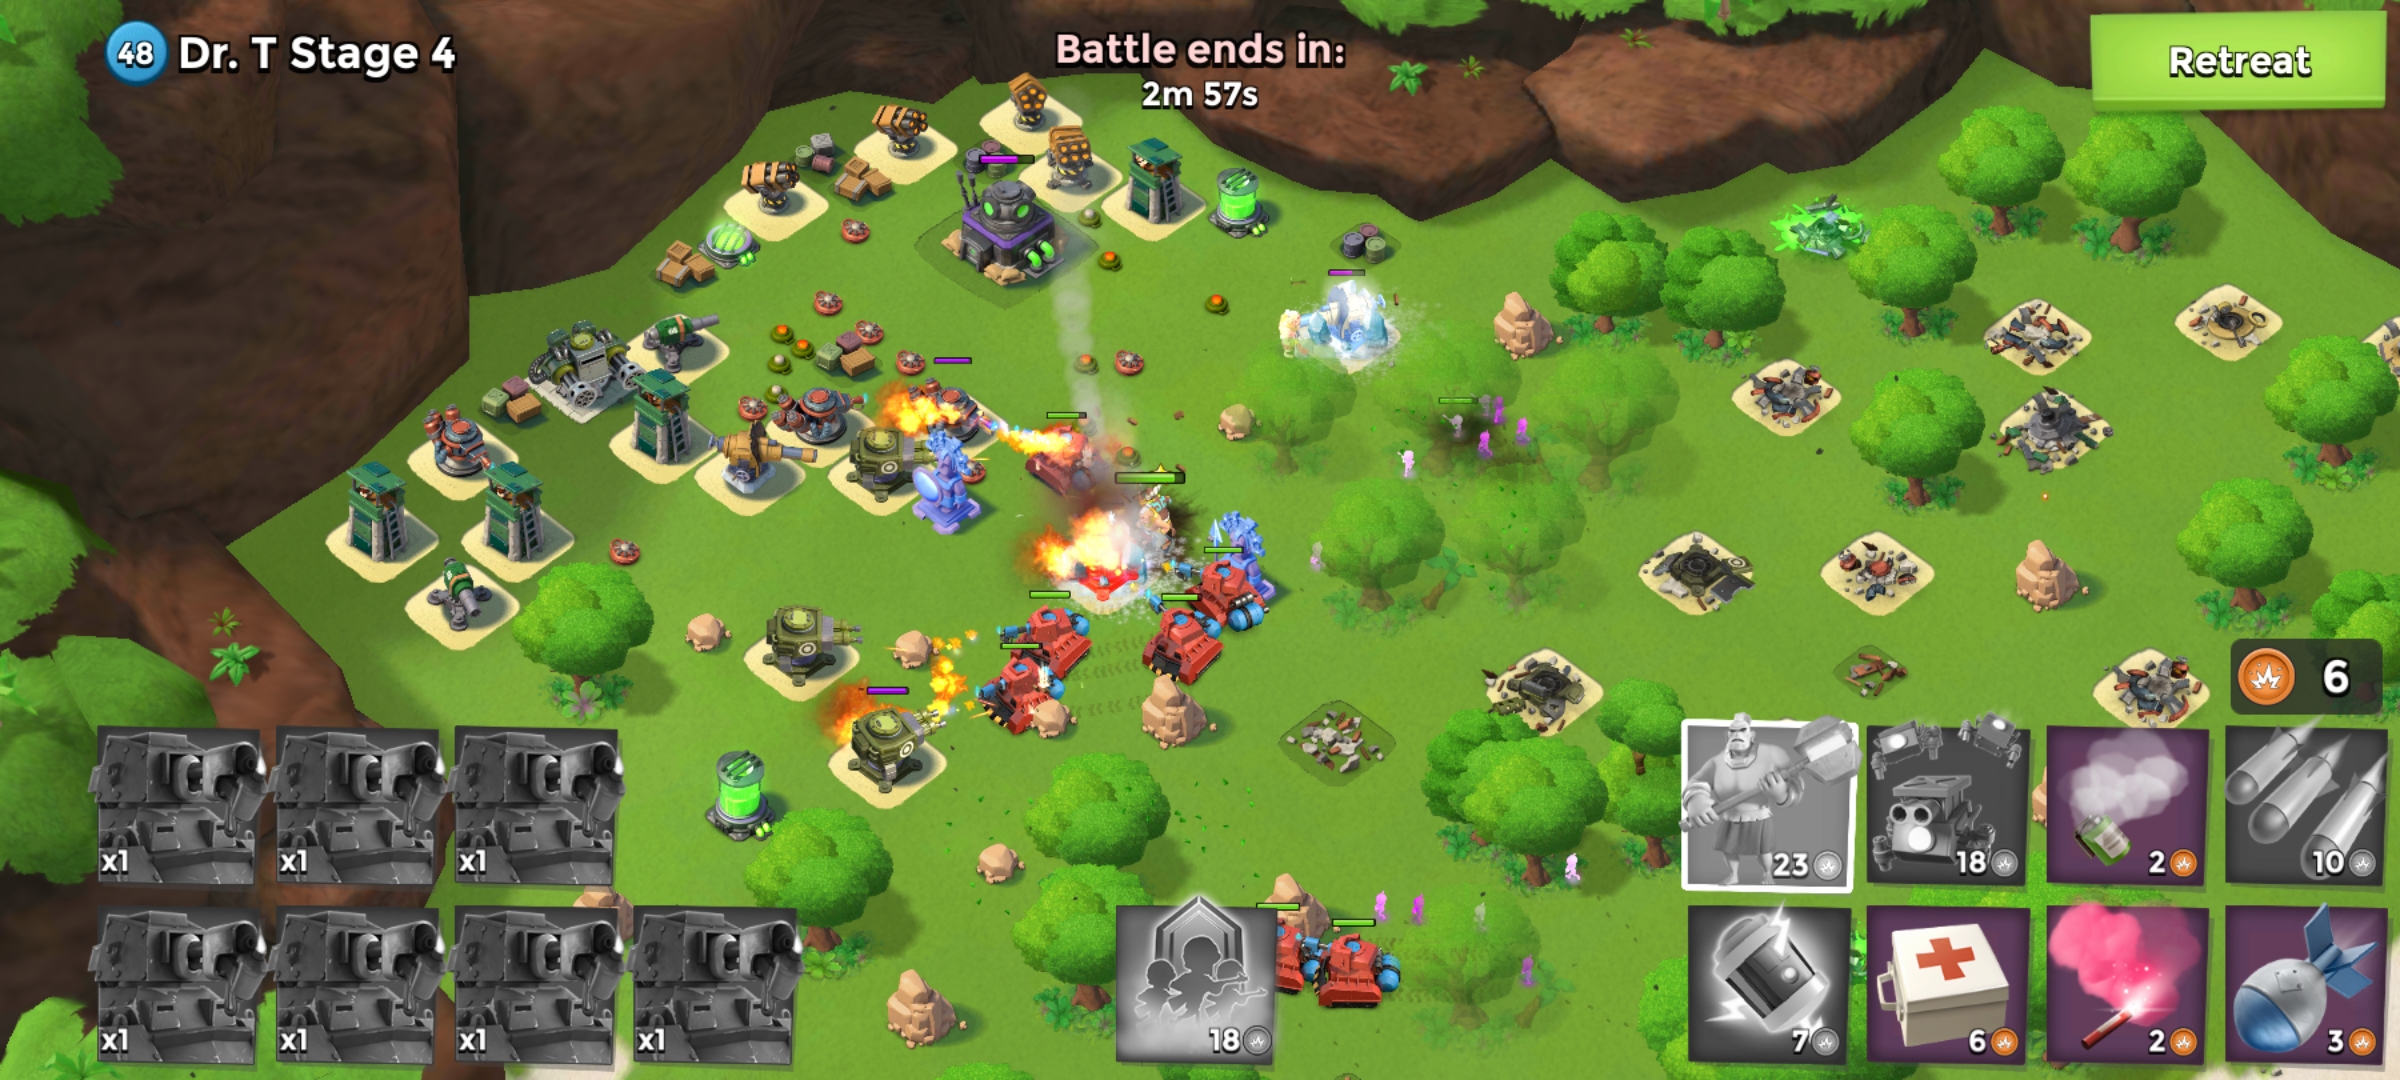 48 Dr. T Stage 4
Battle ends in:
2m 57s
Retreat
6
x1
x1
x1
23
18
2
10
x1
x1
x1
x1
18
7
6
2
3